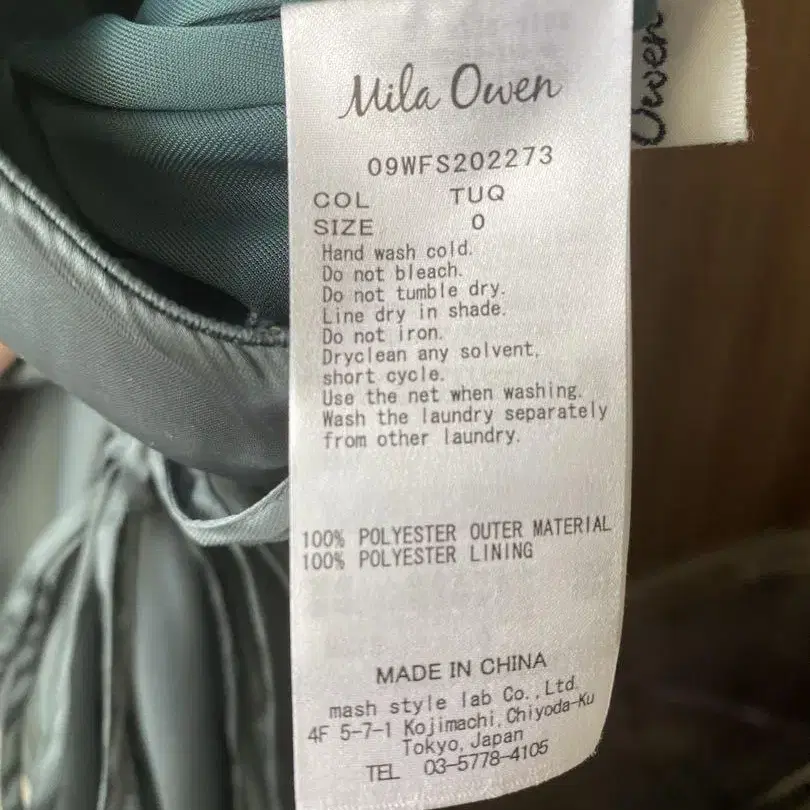 Mila Owen
Owen
09WFS202273
COL TUQ
SIZE 0
Hand wash cold.
Do not bleach.
Do not tumble dry.
Line dry in shade.
Do not iron.
Dryclean any solvent,
short cycle.
Use the net when washing.
Wash the laundry separately
from other laundry.
100% POLYESTER OUTER MATERIAL
100% POLYESTER LINING
MADE IN CHINA
mash style lab Co.,Ltd.
4F 5-7-1 Kojimachi,Chiyoda-Ku
Tokyo,Japan
TEL 03-5778-4105